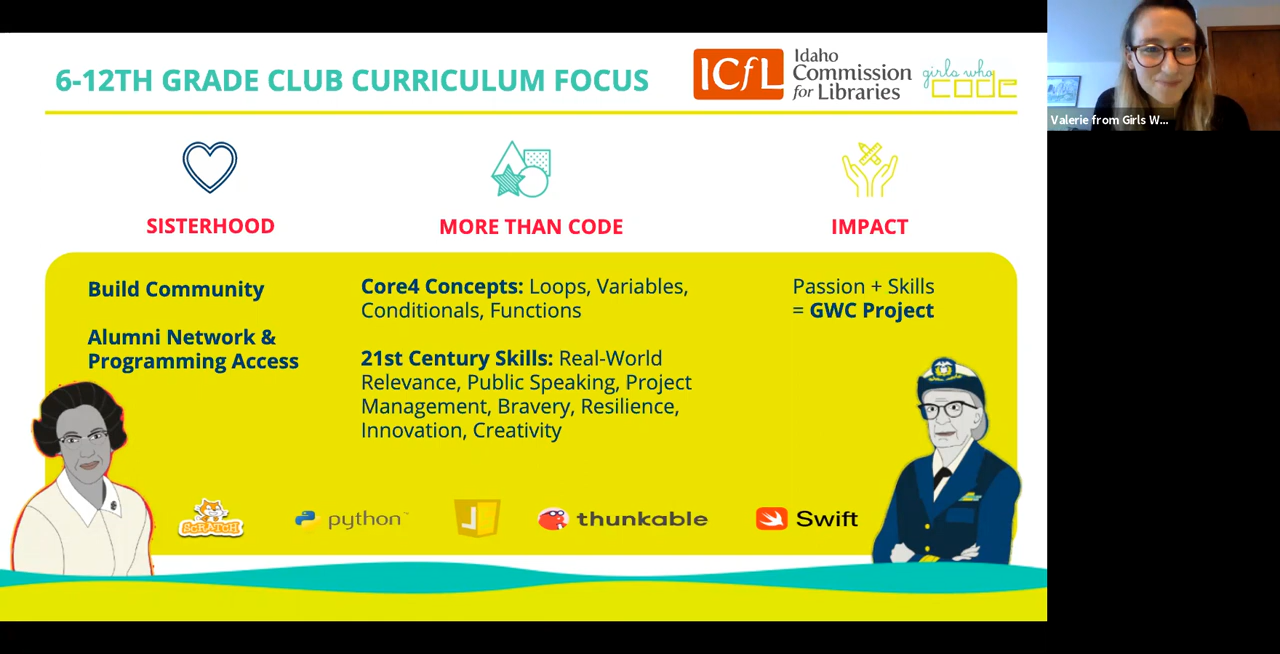 6-12TH GRADE CLUB CURRICULUM FOCUS
ICfL
Idaho
Commission
for Libraries
girls who
code
Valerie from Girls W...
SISTERHOOD
MORE THAN CODE
IMPACT
Build Community
Alumni Network &
Programming Access
Core4 Concepts: Loops, Variables,
Conditionals, Functions
21st Century Skills: Real-World
Relevance, Public Speaking, Project
Management, Bravery, Resilience,
Innovation, Creativity
Passion + Skills
= GWC Project
SCRATCH
python™
J
thunkable
Swift